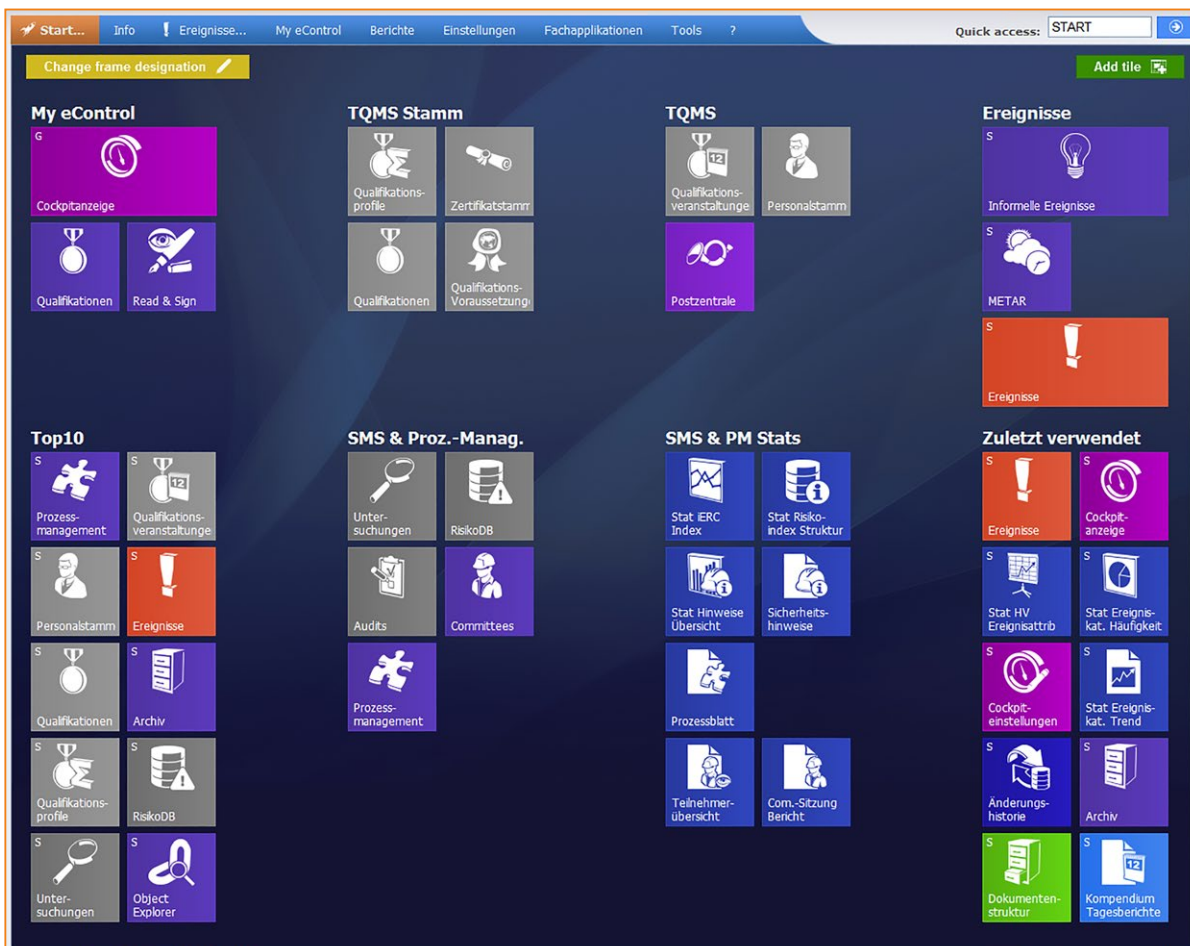 Start... Info Ereignisse... My eControl Berichte Einstellungen Fachapplikationen Tools ? Quick access: START
Change frame designation Add tile
My eControl
G
Cockpitanzeige
Qualifikationen
Read & Sign
TQMS Stamm
Qualifikations-
profile
Zertifikatstamm
Qualifikationen
Qualifikations-
Voraussetzung
TQMS
12
Qualifikations-
veranstaltunge
Personalstamm
Postzentrale
Ereignisse
S
Informelle Ereignisse
S
METAR
S
Ereignisse
Top10
S
Prozess-
management
S
12
Qualifikations-
veranstaltunge
S
Personalstamm
S
Ereignisse
S
Qualifikationen
S
Archiv
S
Qualifikations-
profile
S
RisikoDB
S
Unter-
suchungen
S
Object
Explorer
SMS & Proz.-Manag.
Unter-
suchungen
RisikoDB
Audits
Committees
Prozess-
management
SMS & PM Stats
Stat iERC
Index
Stat Risiko-
index Struktur
Stat Hinweise
Übersicht
Sicherheits-
hinweise
Prozessblatt
Teilnehmer-
übersicht
Com.-Sitzung
Bericht
Zuletzt verwendet
S
Ereignisse
S
Cockpit-
anzeige
S
Stat HV
Ereignisattrib
S
Stat Ereignis-
kat. Häufigkeit
S
Cockpit-
einstellungen
S
Stat Ereignis-
kat. Trend
S
Änderungs-
historie
S
Archiv
S
Dokumenten-
struktur
S
12
Kompendium
Tagesberichte